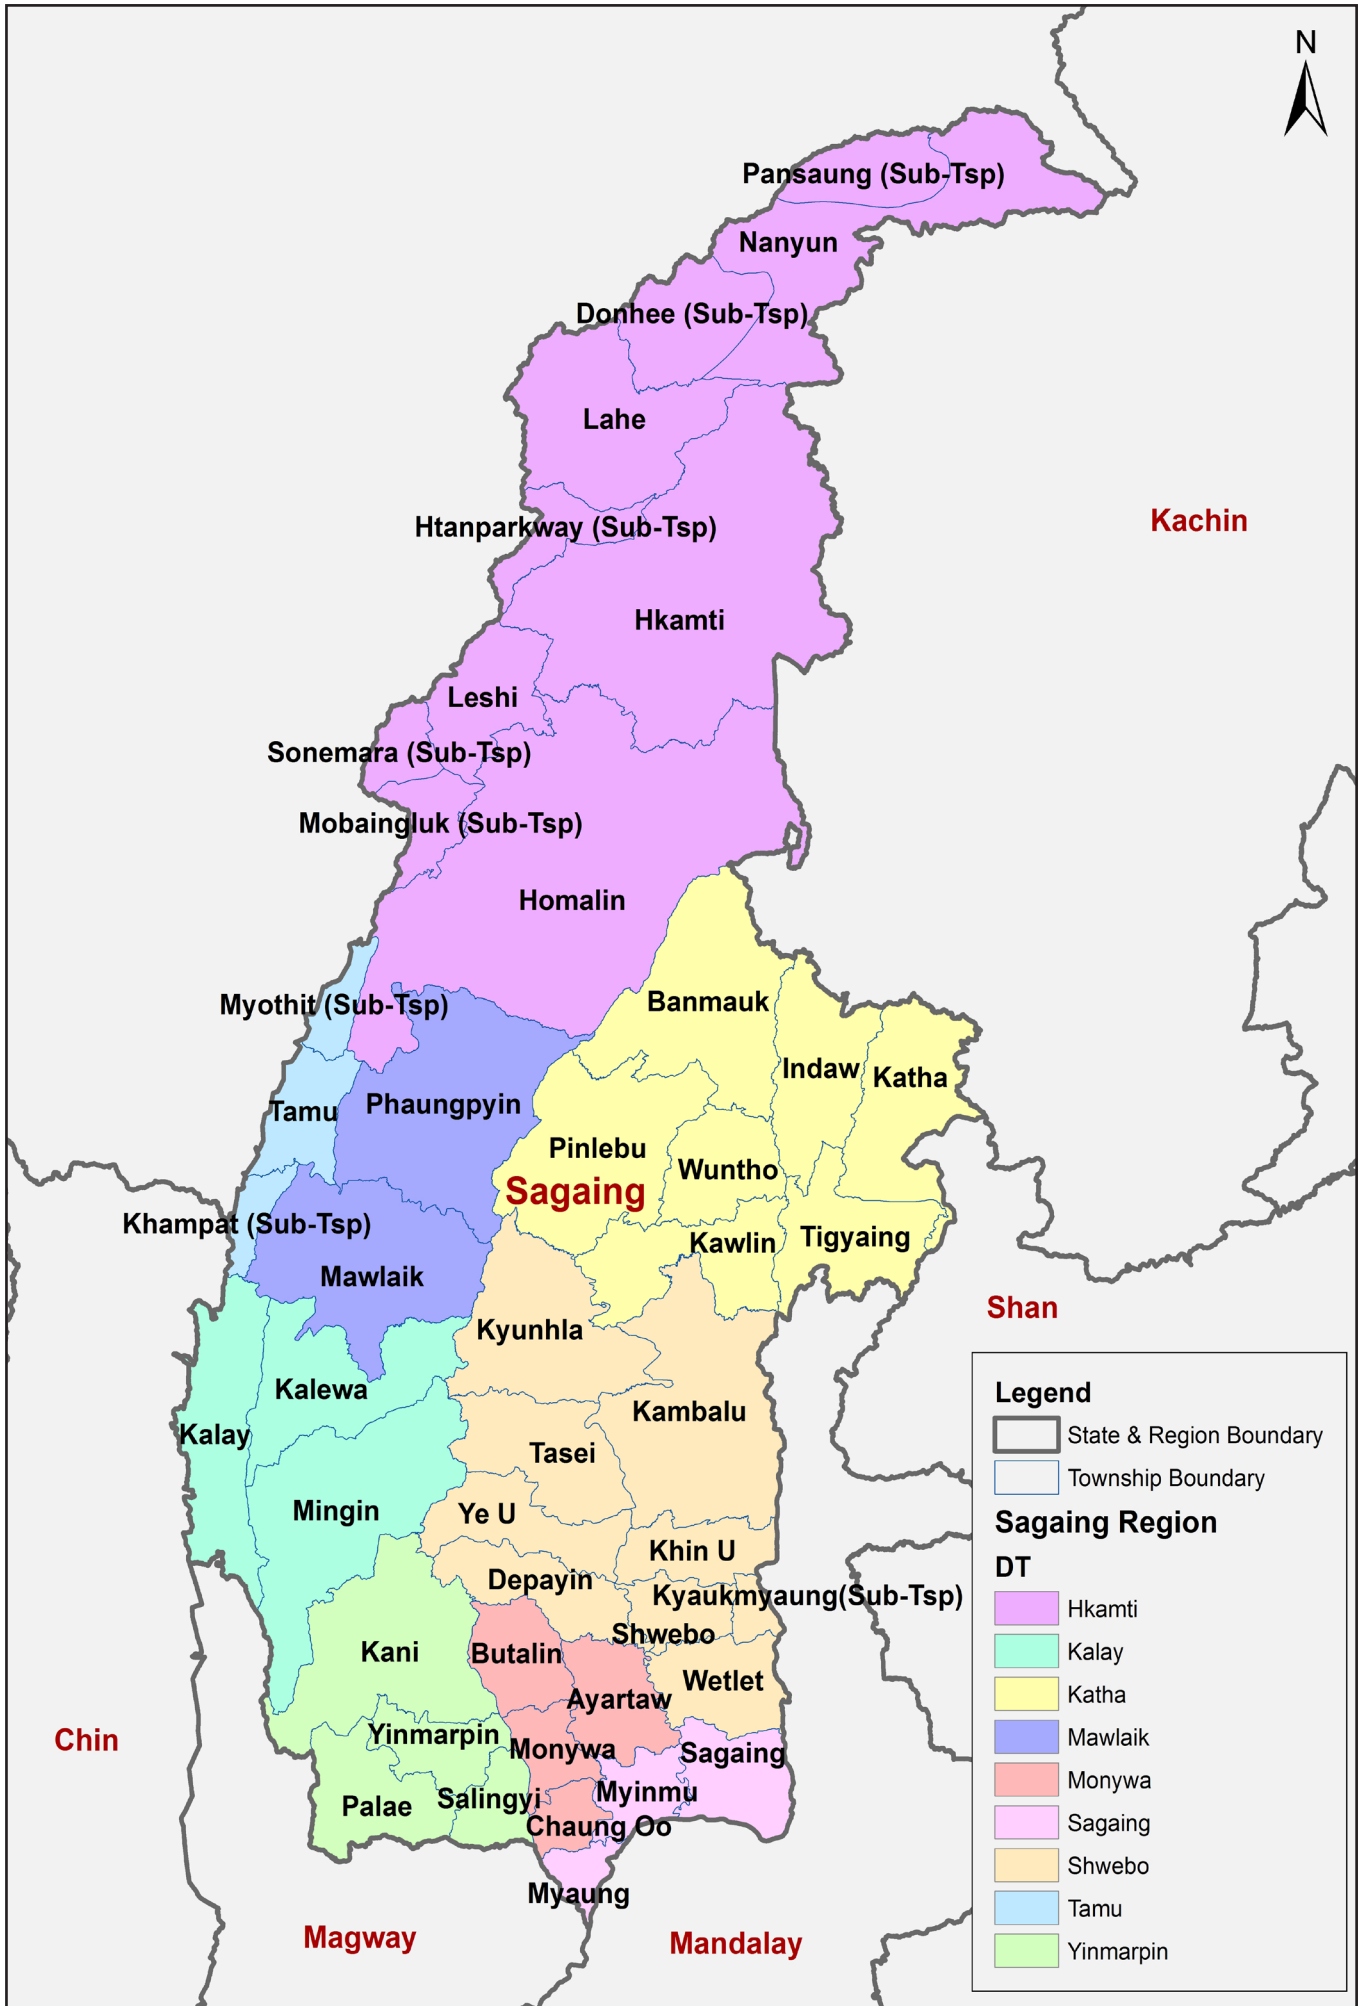 N
Pansaung (Sub-Tsp)
Nanyun
Donhee (Sub-Tsp)
Lahe
Kachin
Htanparkway (Sub-Tsp)
Hkamti
Leshi
Sonemara (Sub-Tsp)
Mobaingluk (Sub-Tsp)
Homalin
Banmauk
Myothit (Sub-Tsp)
Indaw
Katha
Phaungpyin
Tamu
Pinlebu
Wuntho
Sagaing
Khampat (Sub-Tsp)
Tigyaing
Kawlin
Mawlaik
Shan
Kyunhla
Kalewa
Kambalu
Kalay
Tasei
Mingin
Ye U
Khin U
Depayin
Kyaukmyaung(Sub-Tsp)
Shwebo
Kani
Butalin
Wetlet
Ayartaw
Yinmarpin
Chin
Monywa
Sagaing
Myinmu
Salingyi
Palae
Chaung Oo
Myaung
Magway
Mandalay
Legend
State & Region Boundary
Township Boundary
Sagaing Region
DT
Hkamti
Kalay
Katha
Mawlaik
Monywa
Sagaing
Shwebo
Tamu
Yinmarpin